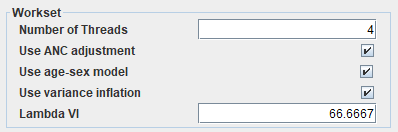 Workset
Number of Threads 4
Use ANC adjustment
Use age-sex model
Use variance inflation
Lambda VI 66.6667